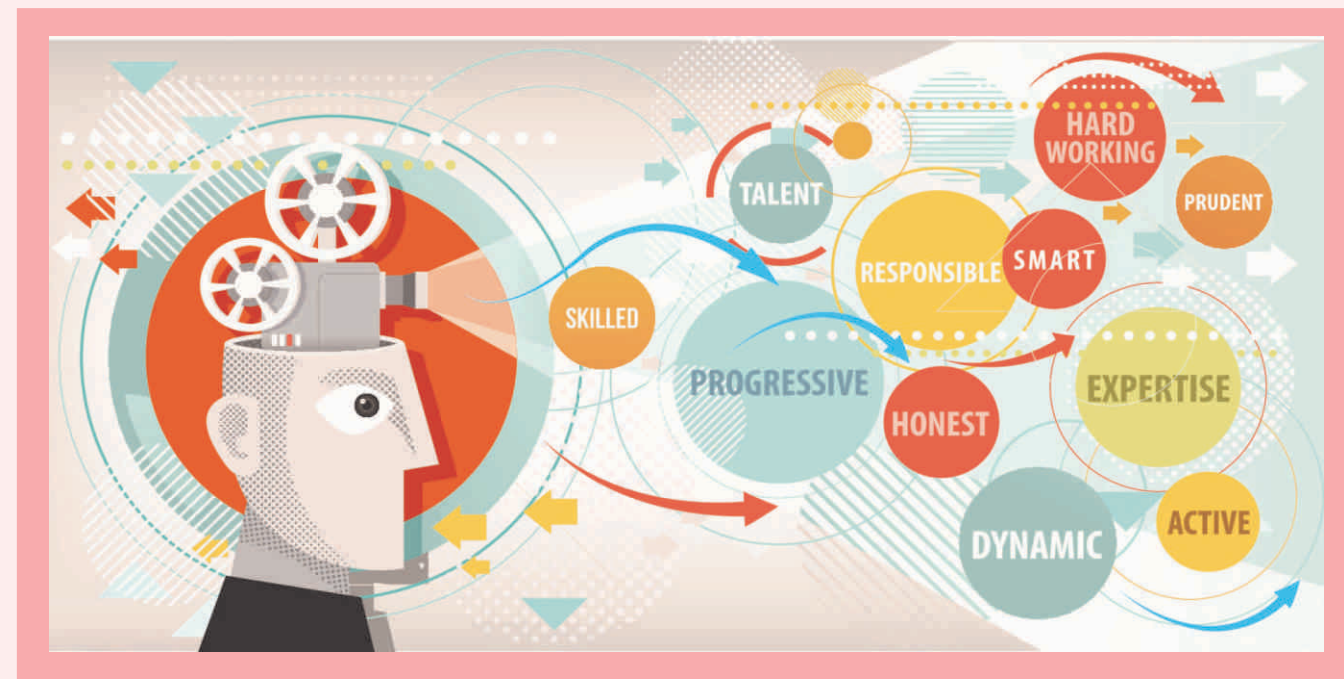 HARD
WORKING
TALENT
PRUDENT
RESPONSIBLE
SMART
SKILLED
PROGRESSIVE
EXPERTISE
HONEST
DYNAMIC
ACTIVE